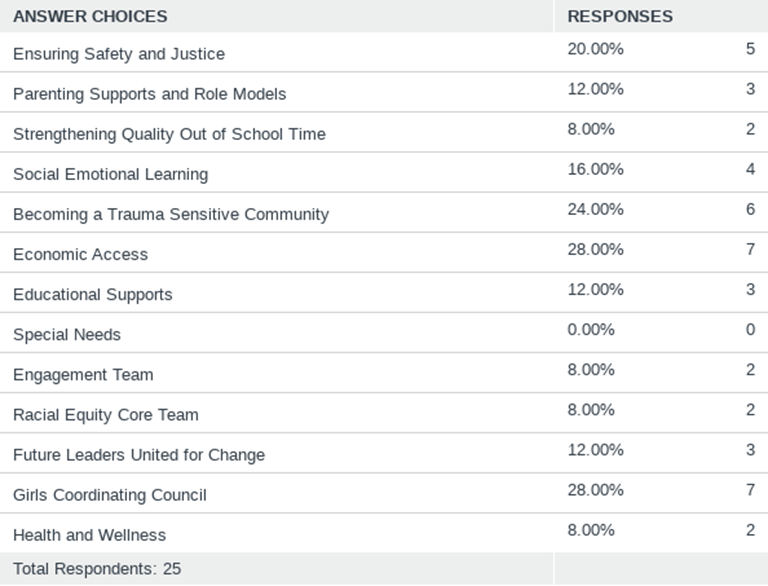 ANSWER CHOICES RESPONSES
Ensuring Safety and Justice 20.00% 5
Parenting Supports and Role Models 12.00% 3
Strengthening Quality Out of School Time 8.00% 2
Social Emotional Learning 16.00% 4
Becoming a Trauma Sensitive Community 24.00% 6
Economic Access 28.00% 7
Educational Supports 12.00% 3
Special Needs 0.00% 0
Engagement Team 8.00% 2
Racial Equity Core Team 8.00% 2
Future Leaders United for Change 12.00% 3
Girls Coordinating Council 28.00% 7
Health and Wellness 8.00% 2
Total Respondents: 25